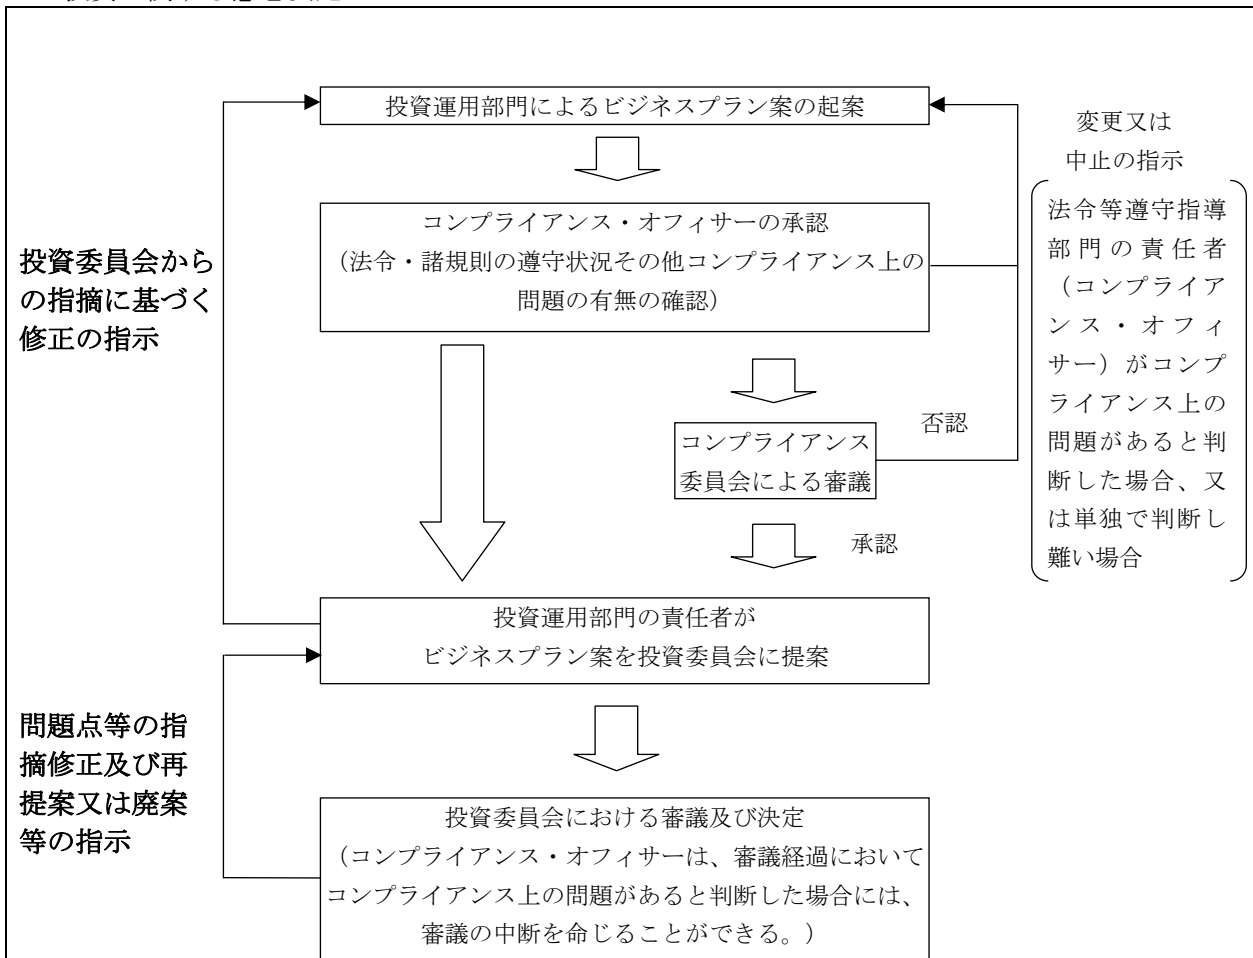 投資運用部門によるビジネスプラン案の起案
変更又は
中止の指示
コンプライアンス・オフィサーの承認
(法令・諸規則の遵守状況その他コンプライアンス上の
問題の有無の確認)
投資委員会から
の指摘に基づく
修正の指示
法令等遵守指導
部門の責任者
(コンプライア
ンス・オフィ
サー)がコンプ
ライアンス上の
問題があると判
断した場合、又
は単独で判断し
難い場合
コンプライアンス
委員会による審議
否認
承認
投資運用部門の責任者が
ビジネスプラン案を投資委員会に提案
問題点等の指
摘修正及び再
提案又は廃案
等の指示
投資委員会における審議及び決定
(コンプライアンス・オフィサーは、審議経過において
コンプライアンス上の問題があると判断した場合には、
審議の中断を命じることができる。)